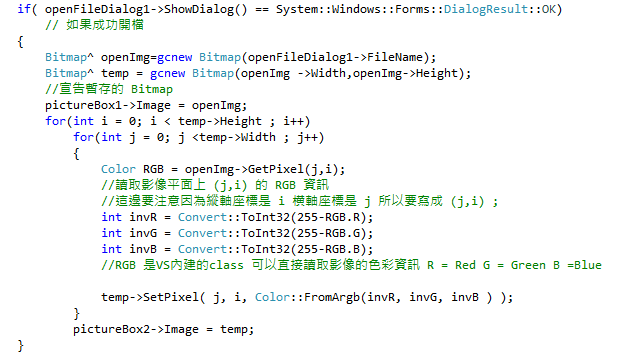 if( openFileDialog1->ShowDialog() == System::Windows::Forms::DialogResult::OK)
// 如果成功開檔
{
Bitmap^ openImg=gcnew Bitmap(openFileDialog1->FileName);
Bitmap^ temp = gcnew Bitmap(openImg ->Width,openImg->Height);
//宣告暫存的 Bitmap
pictureBox1->Image = openImg;
for(int i = 0; i < temp->Height ; i++)
for(int j = 0; j <temp->Width ; j++)
{
Color RGB = openImg->GetPixel(j,i);
//讀取影像平面上 (j,i) 的 RGB 資訊
//這邊要注意因為縱軸座標是 i 橫軸座標是 j 所以要寫成 (j,i) ;
int invR = Convert::ToInt32(255-RGB.R);
int invG = Convert::ToInt32(255-RGB.G);
int invB = Convert::ToInt32(255-RGB.B);
//RGB 是VS內建的class 可以直接讀取影像的色彩資訊 R = Red G = Green B =Blue
temp->SetPixel( j, i, Color::FromArgb(invR, invG, invB ) );
}
pictureBox2->Image = temp;
}